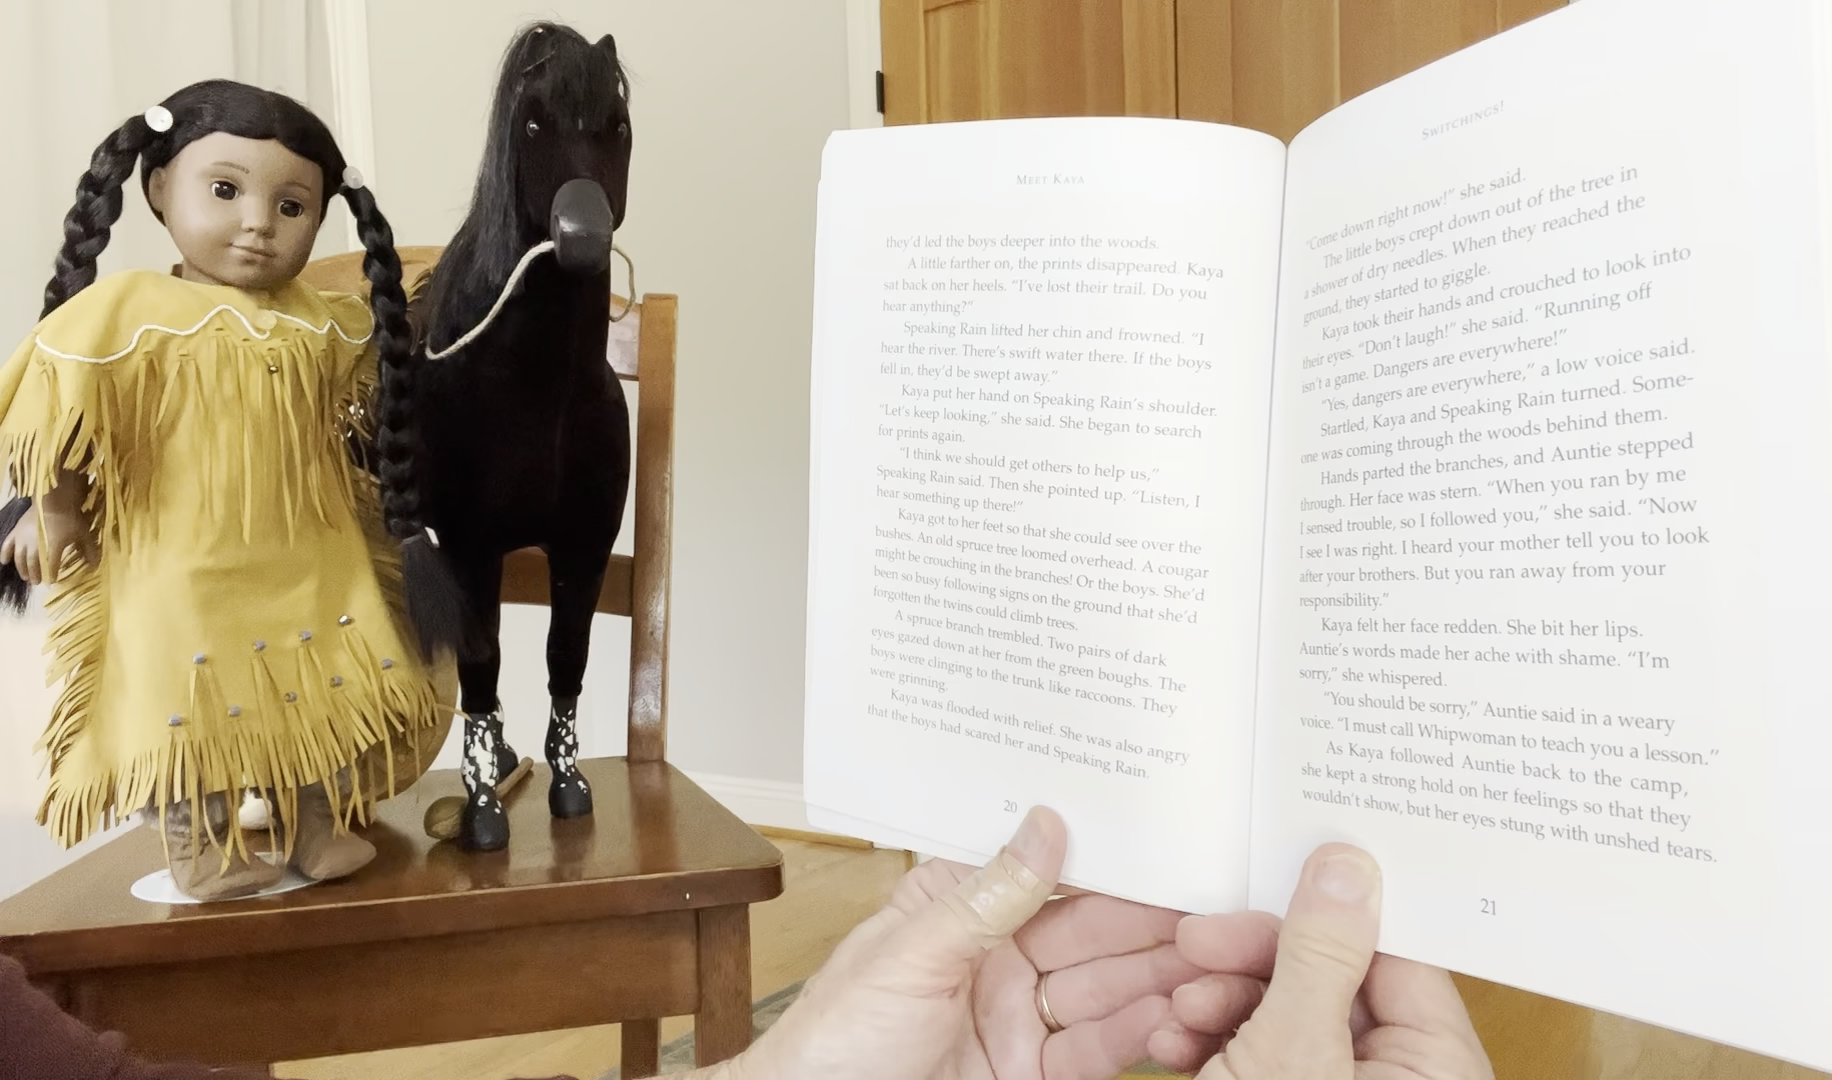 MEET KAYA
they'd led the boys deeper into the woods.
A little farther on, the prints disappeared. Kaya
sat back on her heels. "I've lost their trail. Do you
hear anything?"
Speaking Rain lifted her chin and frowned. "I
hear the river. There's swift water there. If the boys
fell in, they'd be swept away."
Kaya put her hand on Speaking Rain's shoulder.
"Let's keep looking," she said. She began to search
for prints again.
"I think we should get others to help us,"
Speaking Rain said. Then she pointed up. "Listen, I
hear something up there!"
Kaya got to her feet so that she could see over the
bushes. An old spruce tree loomed overhead. A cougar
might be crouching in the branches! Or the boys. She'd
been so busy following signs on the ground that she'd
forgotten the twins could climb trees.
A spruce branch trembled. Two pairs of dark
eyes gazed down at her from the green boughs. The
boys were clinging to the trunk like raccoons. They
were grinning.
Kaya was flooded with relief. She was also angry
that the boys had scared her and Speaking Rain.
20
SWITCHINGS!
"Come down right now!" she said.
The little boys crept down out of the tree in
a shower of dry needles. When they reached the
ground, they started to giggle.
Kaya took their hands and crouched to look into
their eyes. "Don't laugh!" she said. "Running off
isn't a game. Dangers are everywhere!"
"Yes, dangers are everywhere," a low voice said.
Startled, Kaya and Speaking Rain turned. Some-
one was coming through the woods behind them.
Hands parted the branches, and Auntie stepped
through. Her face was stern. "When you ran by me
I sensed trouble, so I followed you," she said. "Now
I see I was right. I heard your mother tell you to look
after your brothers. But you ran away from your
responsibility."
Kaya felt her face redden. She bit her lips.
Auntie's words made her ache with shame. "I'm
sorry," she whispered.
"You should be sorry," Auntie said in a weary
voice. "I must call Whipwoman to teach you a lesson."
As Kaya followed Auntie back to the camp,
she kept a strong hold on her feelings so that they
wouldn't show, but her eyes stung with unshed tears.
21